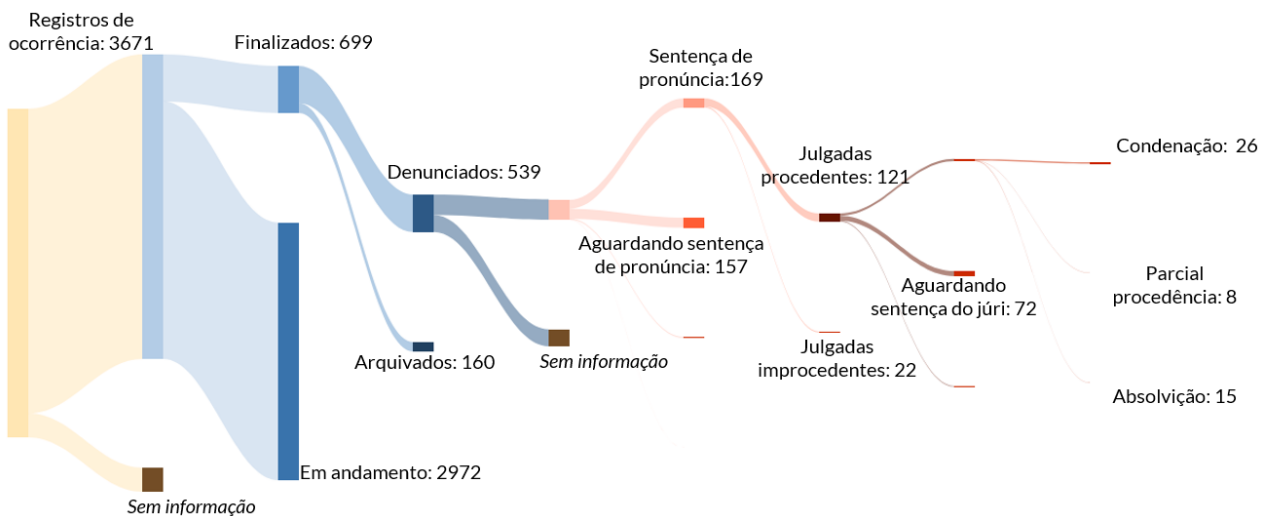 Registros de
ocorrência: 3671
Finalizados: 699
Sentença de
pronúncia:169
Denunciados: 539
Julgadas
procedentes: 121
Condenação: 26
Aguardando sentença
de pronúncia: 157
Aguardando
sentença do júri: 72
Parcial
procedência: 8
Arquivados: 160
Sem informação
Julgadas
improcedentes: 22
Absolvição: 15
Em andamento: 2972
Sem informação